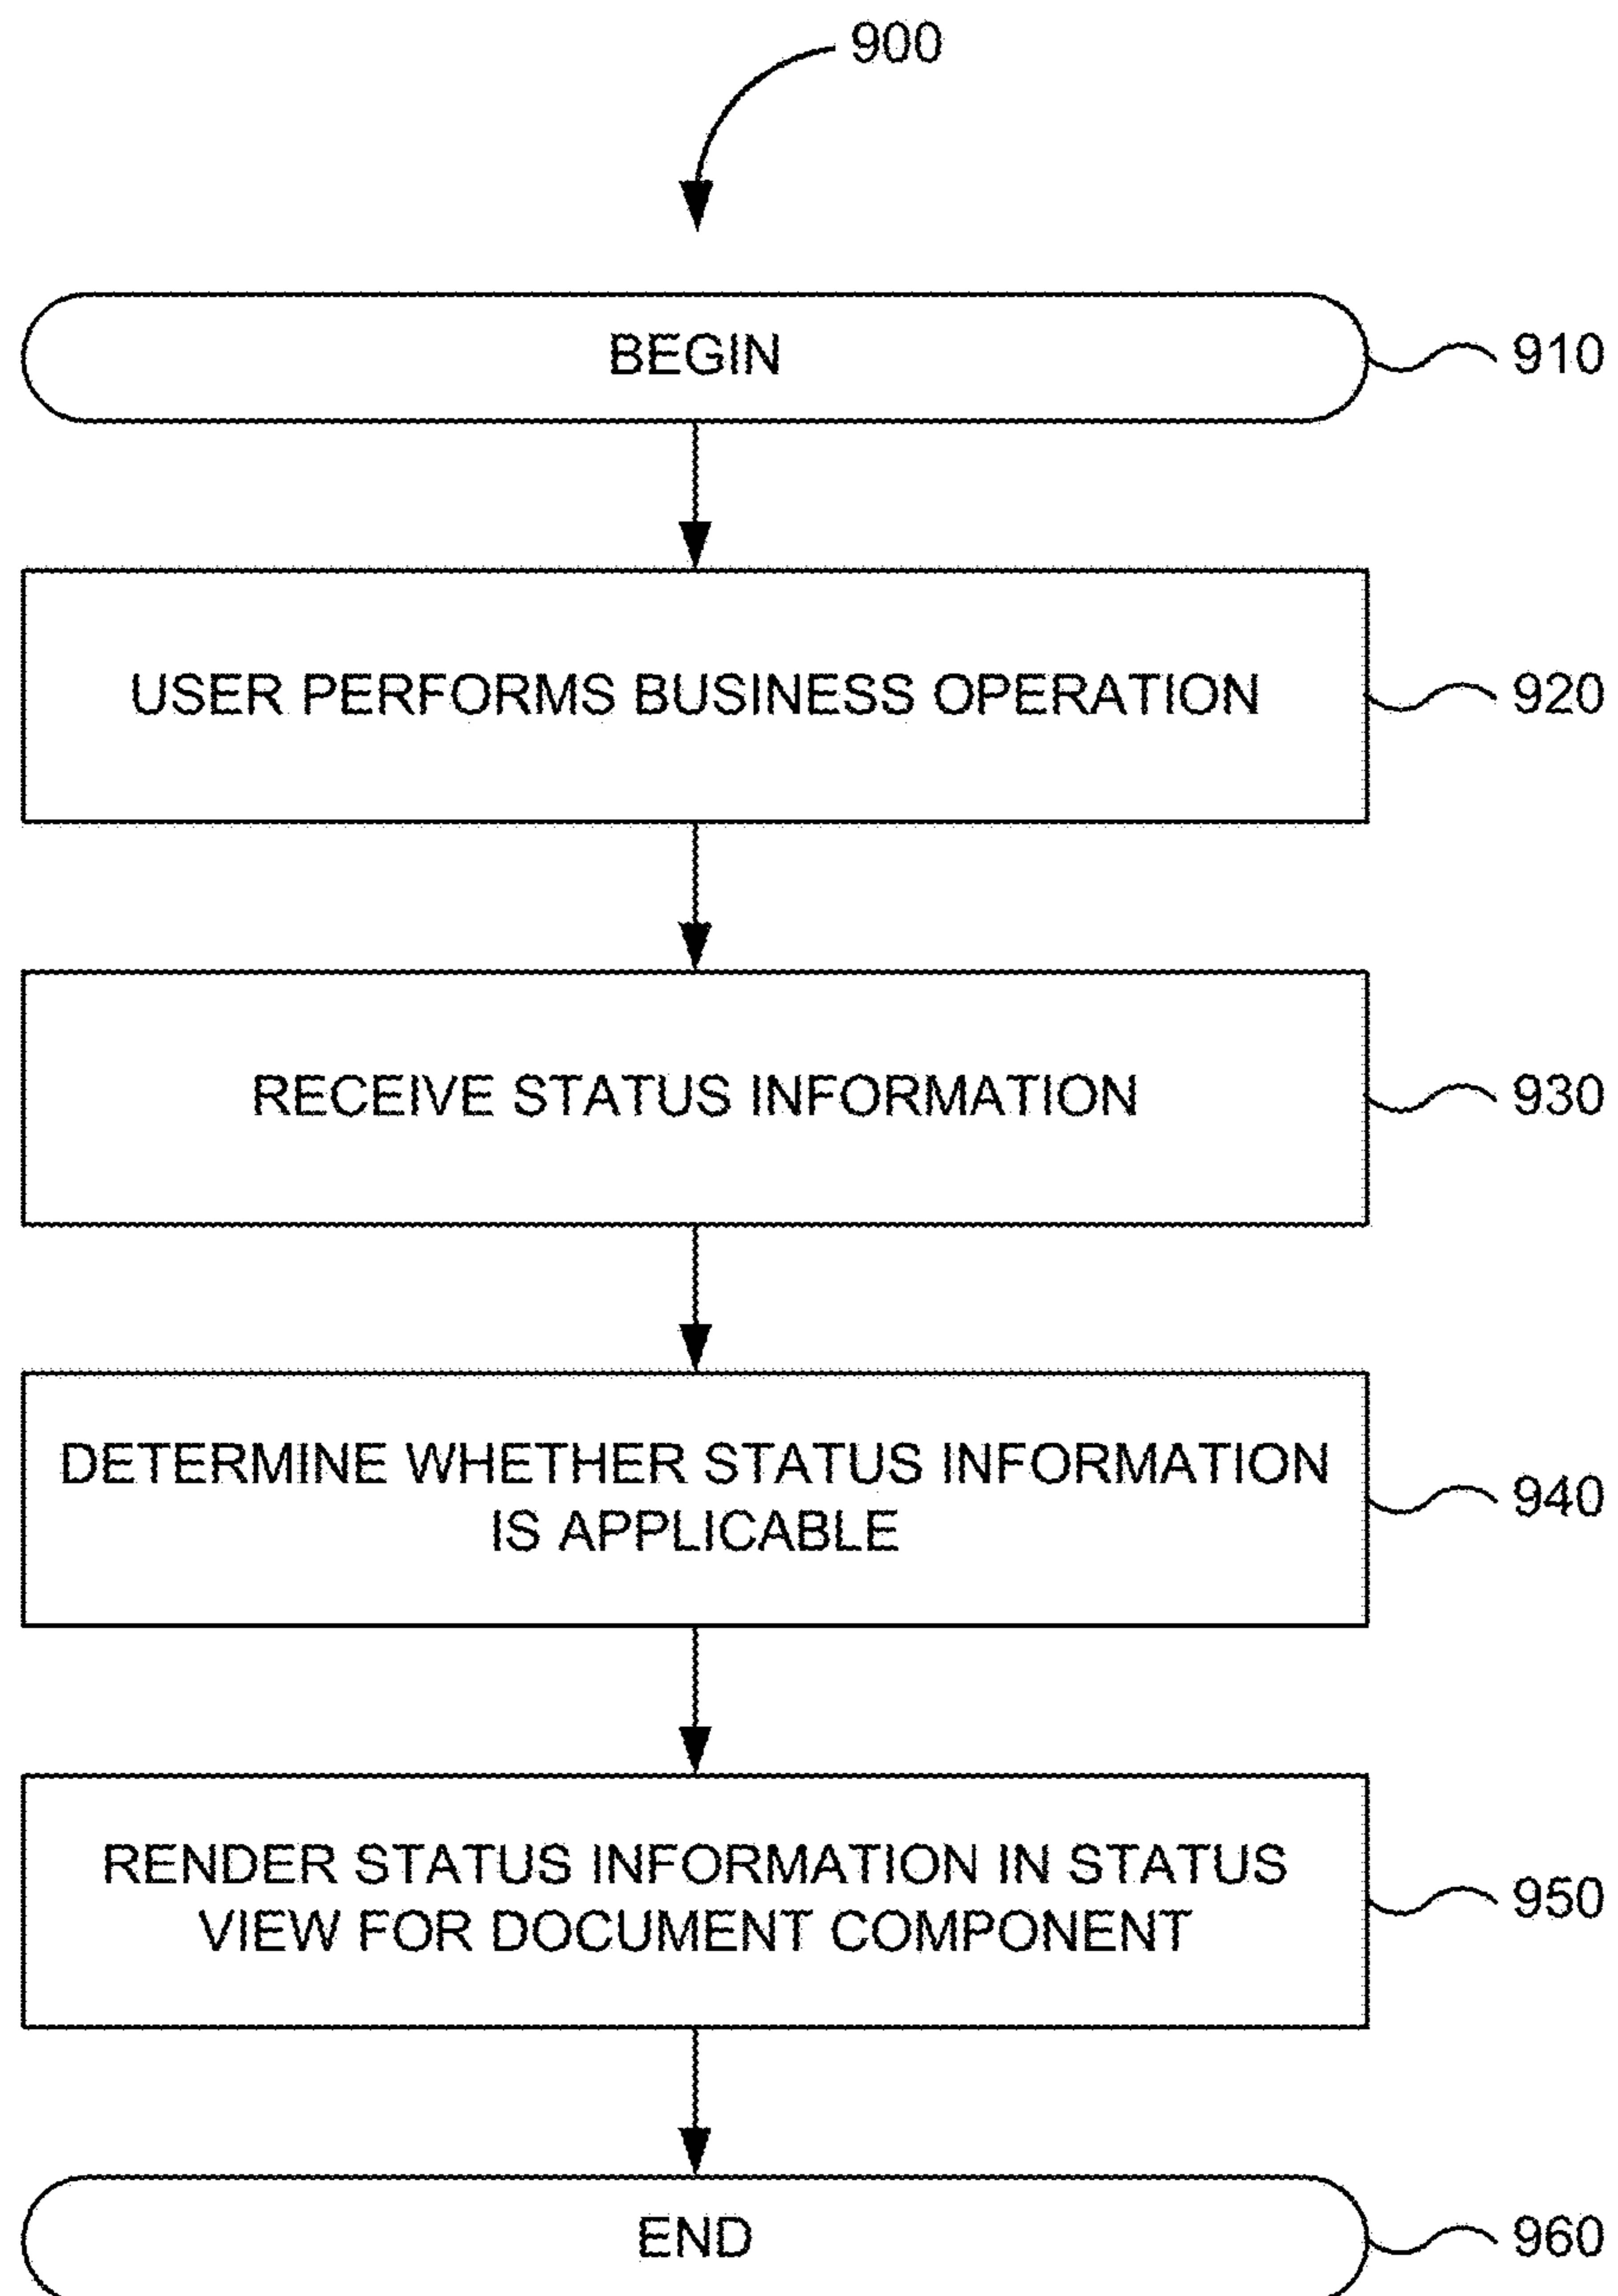 900
BEGIN
910
USER PERFORMS BUSINESS OPERATION
920
RECEIVE STATUS INFORMATION
930
DETERMINE WHETHER STATUS INFORMATION
IS APPLICABLE
940
RENDER STATUS INFORMATION IN STATUS
VIEW FOR DOCUMENT COMPONENT
950
END
960